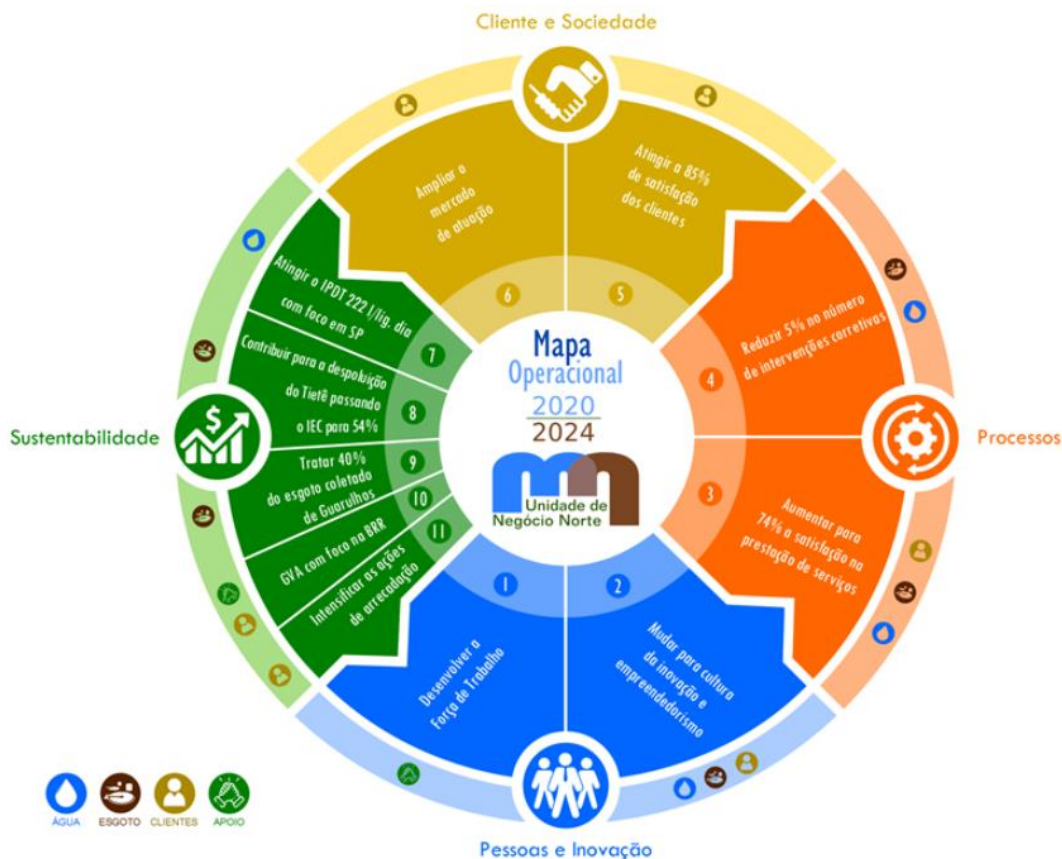 Cliente e Sociedade
Ampliar o
mercado
de atuação
6
Atingir a 85%
de satisfação
dos clientes
5
Reduzir 5% no número
de intervenções corretivas
4
Processos
Aumentar para
74% a satisfação na
prestação de serviços
3
Mudar para cultura
da inovação e
empreendedorismo
2
Pessoas e Inovação
Desenvolver a
Força de Trabalho
1
Sustentabilidade
Atingir o IPDT 222 l/lig. dia
com foco em SP
7
Contribuir para a despoluição
do Tietê passando
o IEC para 54%
8
Tratar 40%
do esgoto coletado
de Guarulhos
9
GVA com foco na BRR
10
Intensificar as ações
de arrecadação
11
Mapa
Operacional
2020
2024
Unidade de
Negócio Norte
$
ÁGUA ESGOTO CLIENTES APOIO